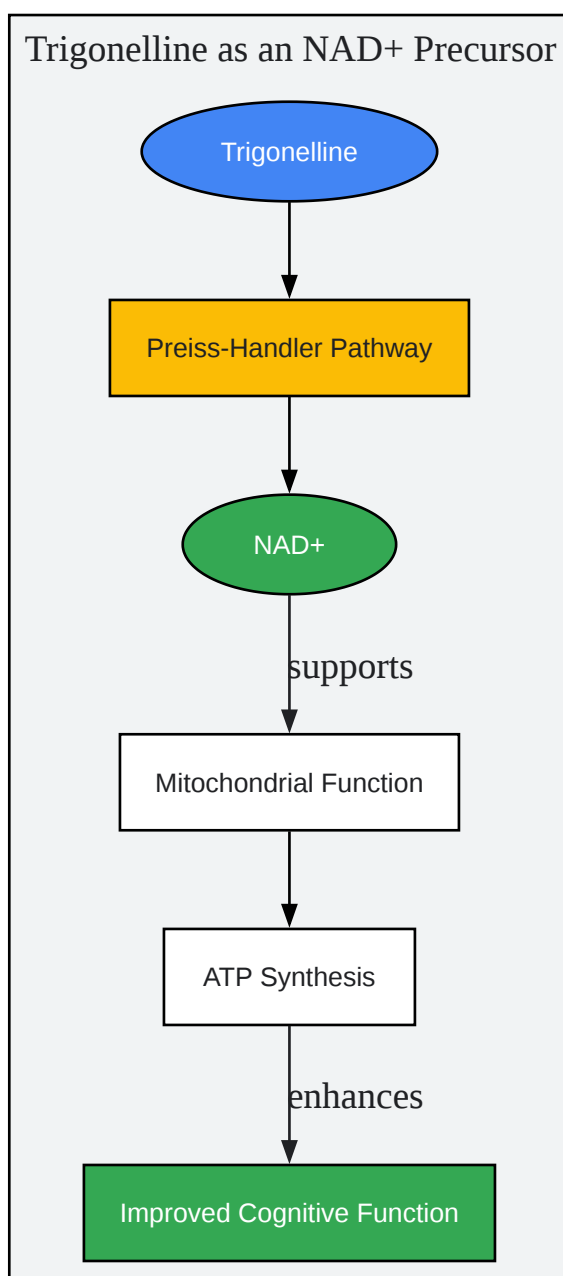 Trigonelline as an NAD+ Precursor
Trigonelline
Preiss-Handler Pathway
NAD+
supports
Mitochondrial Function
ATP Synthesis
enhances
Improved Cognitive Function